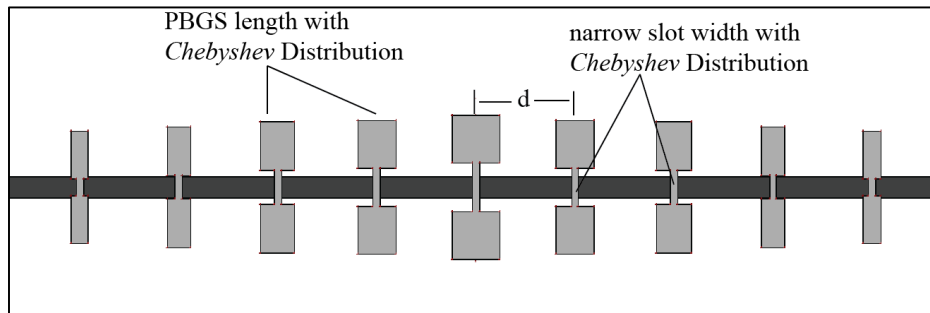 PBGS length with
Chebyshev Distribution
narrow slot width with
Chebyshev Distribution
d